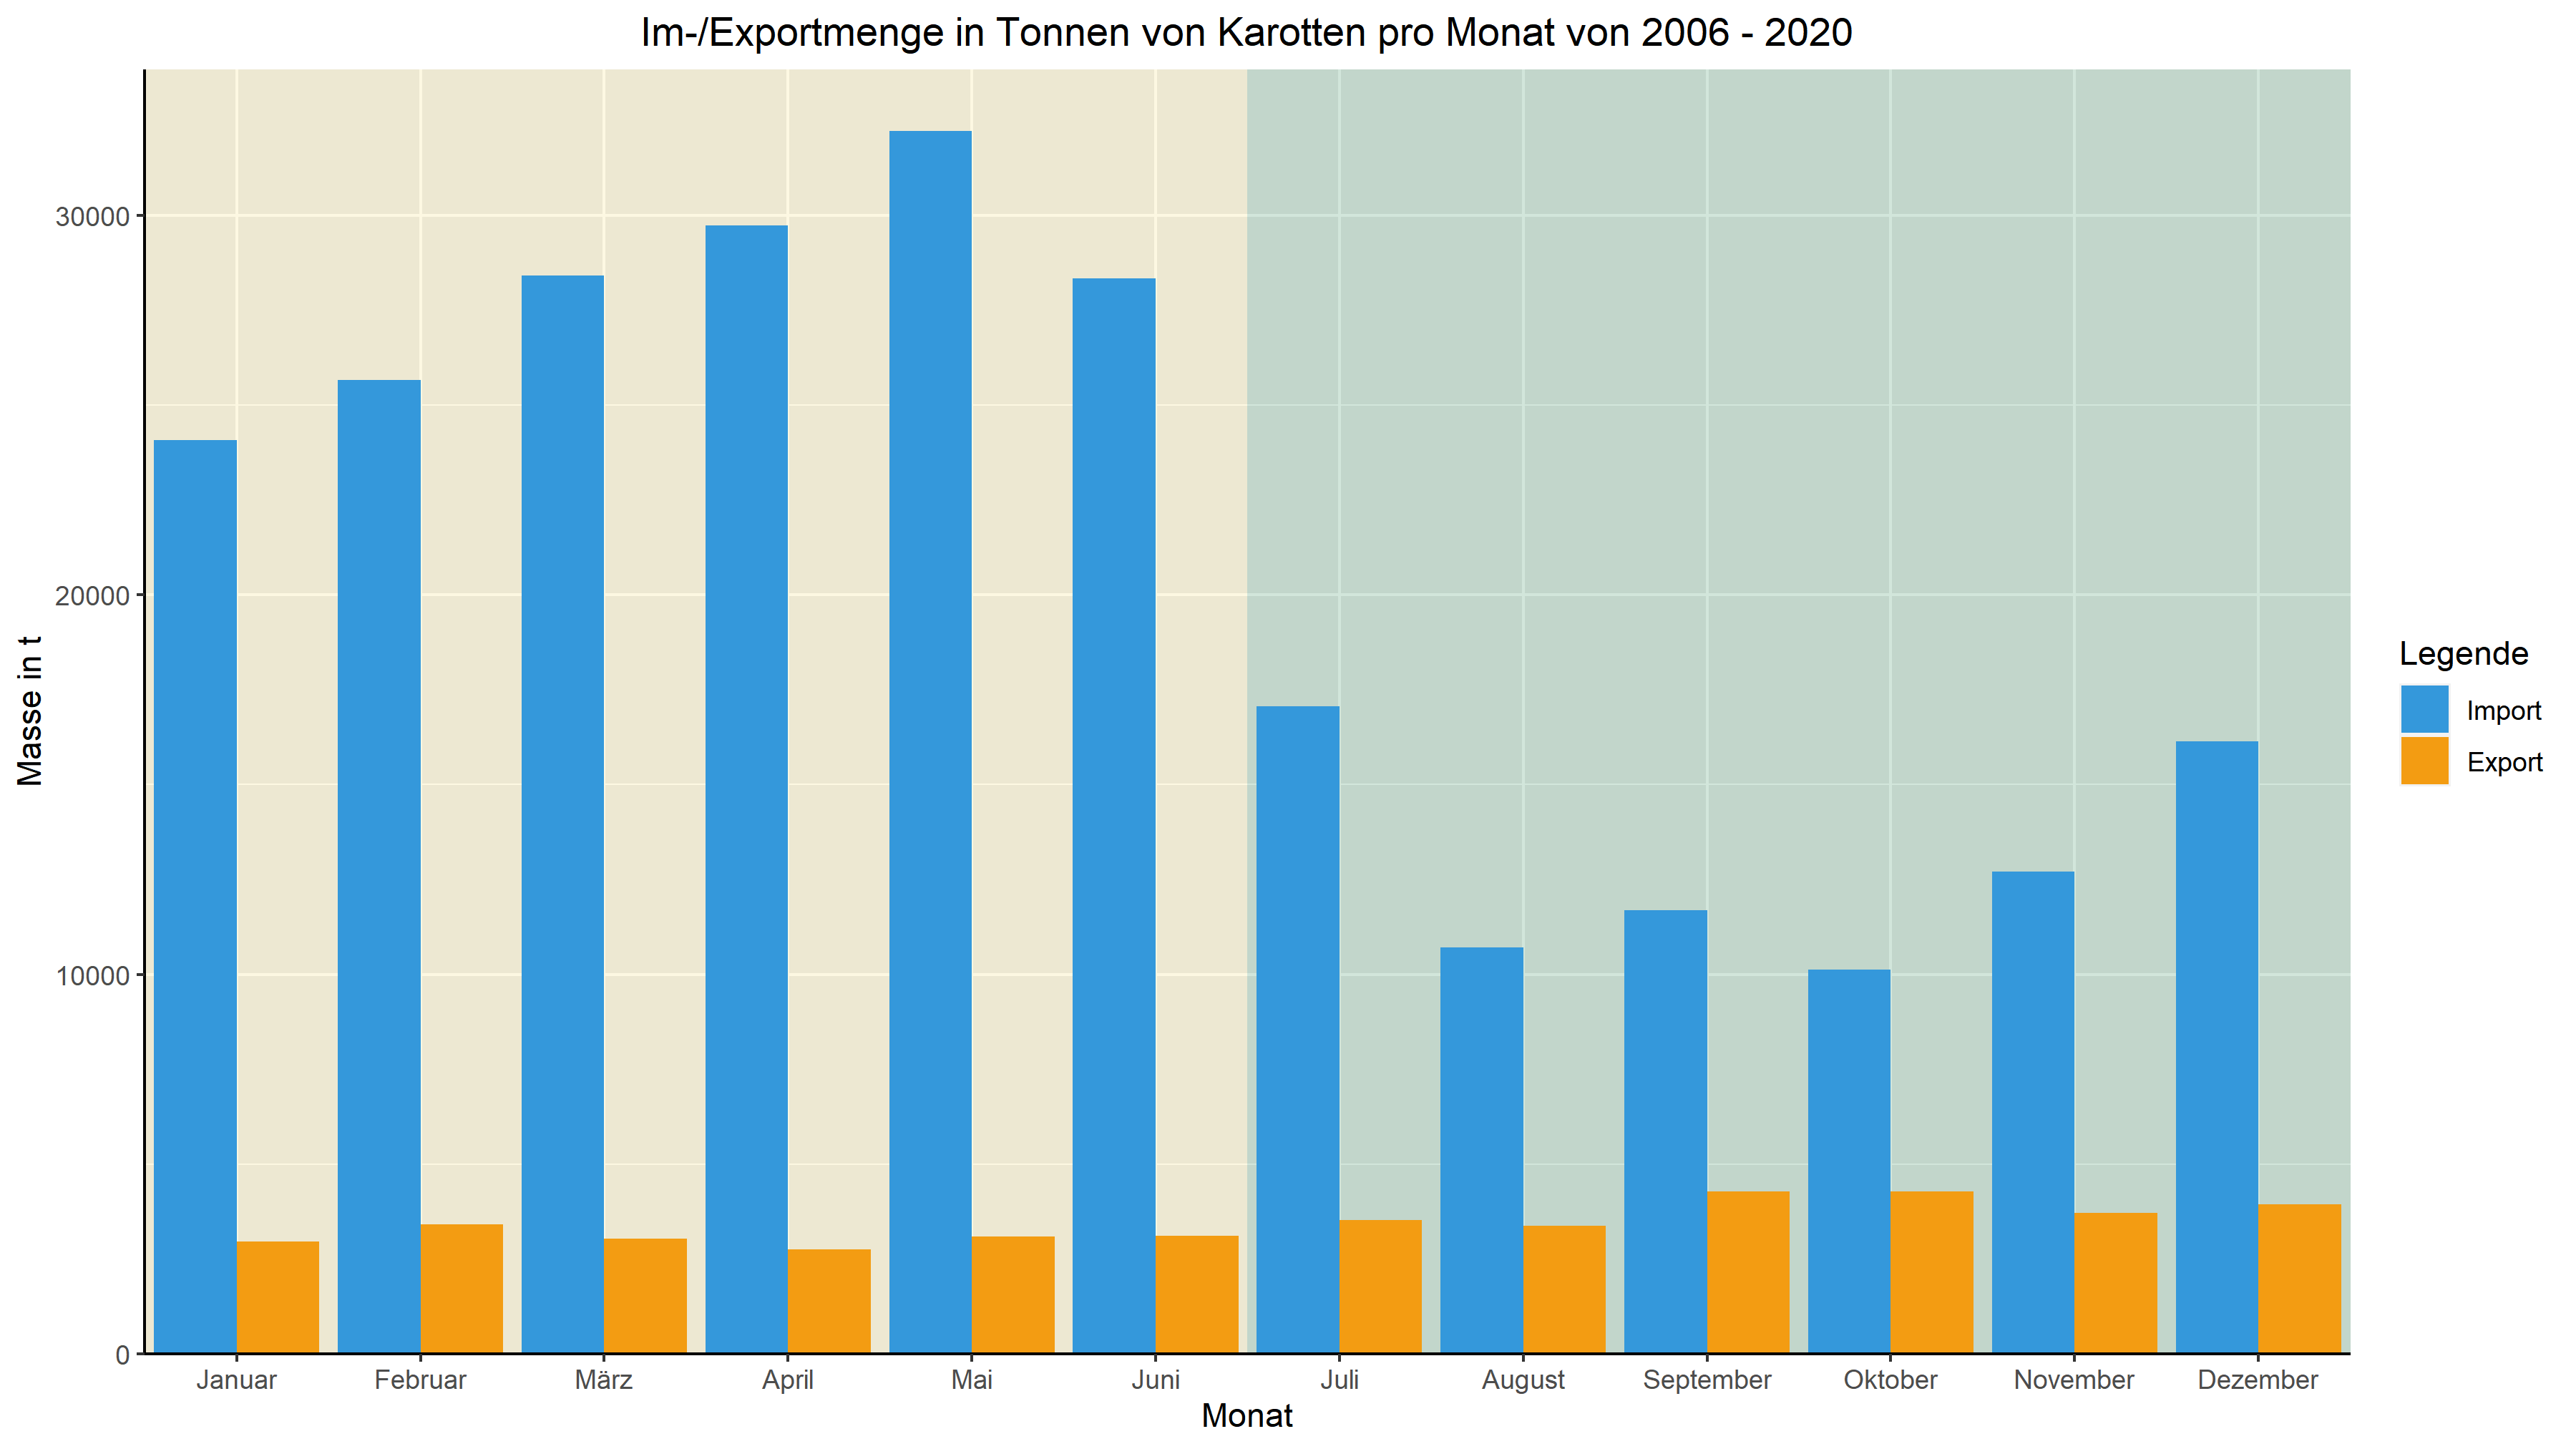 Im-/Exportmenge in Tonnen von Karotten pro Monat von 2006 - 2020
Masse in t
30000
20000
10000
0
Januar Februar März April Mai Juni Juli August September Oktober November Dezember
Monat
Legende
Import
Export